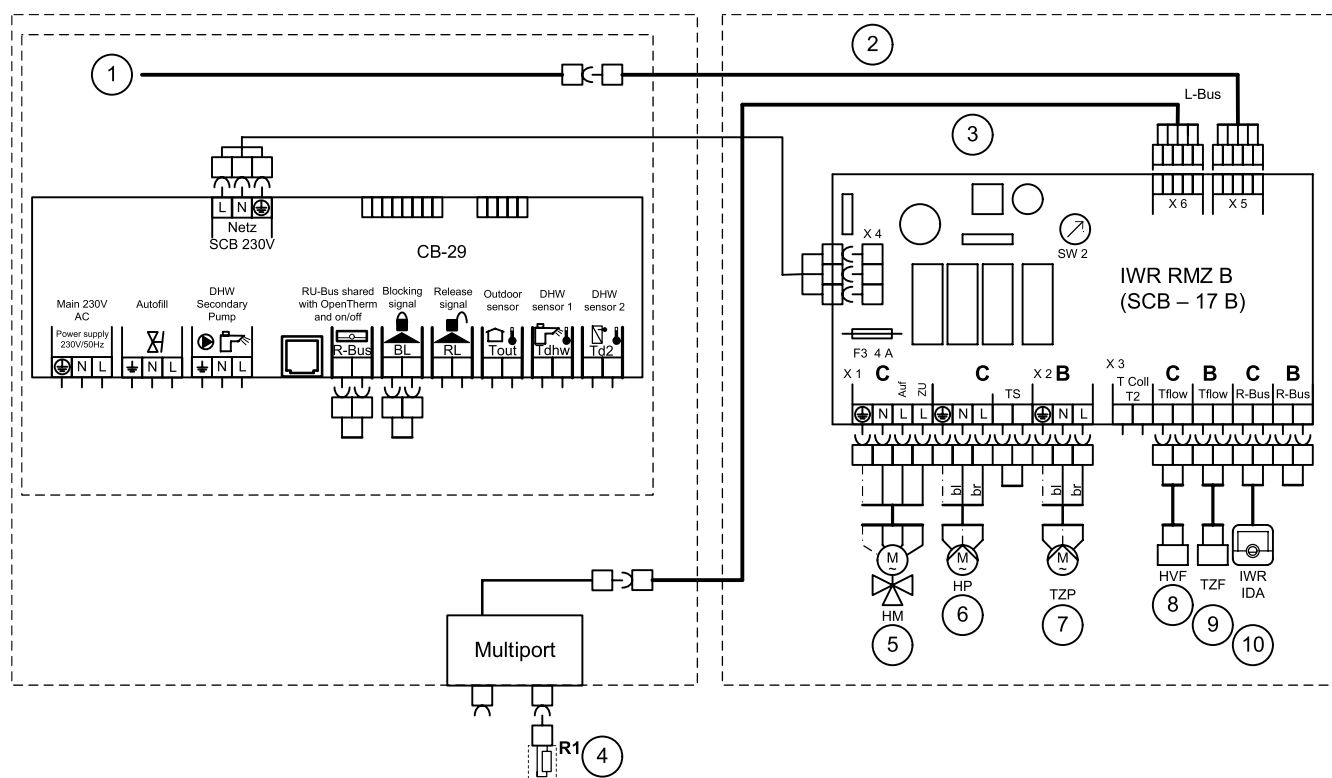 1
2
L-Bus
3
X 6
X 5
L N
Netz
SCB 230V
X 4
SW 2
CB-29
IWR RMZ B
(SCB – 17 B)
Main 230V
AC
Power supply
230V/50Hz
N L
Autofill
N L
DHW
Secondary
Pump
N L
RU-Bus shared
with OpenTherm
and on/off
R-Bus
Blocking
signal
BL
Release
signal
RL
Outdoor
sensor
Tout
DHW
sensor 1
Tdhw
DHW
sensor 2
Td2
F3 4 A
X 1
C
Auf
ZU
N L L
C
N L
TS
X 2
B
N L
X 3
T Coll
T2
C
Tflow
B
Tflow
C
R-Bus
B
R-Bus
bl
br
bl
br
M
~
HM
5
M
~
HP
6
M
~
TZP
7
HVF
8
TZF
9
IWR
IDA
10
Multiport
R1
4